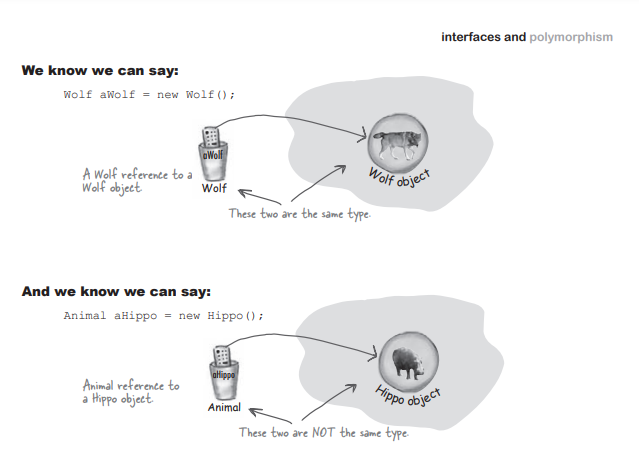 interfaces and polymorphism
We know we can say:
Wolf aWolf = new Wolf();
aWolf
A Wolf reference to a
Wolf object.
Wolf
Wolf object
These two are the same type.
And we know we can say:
Animal aHippo = new Hippo();
aHippo
Animal reference to
a Hippo object.
Animal
Hippo object
These two are NOT the same type.